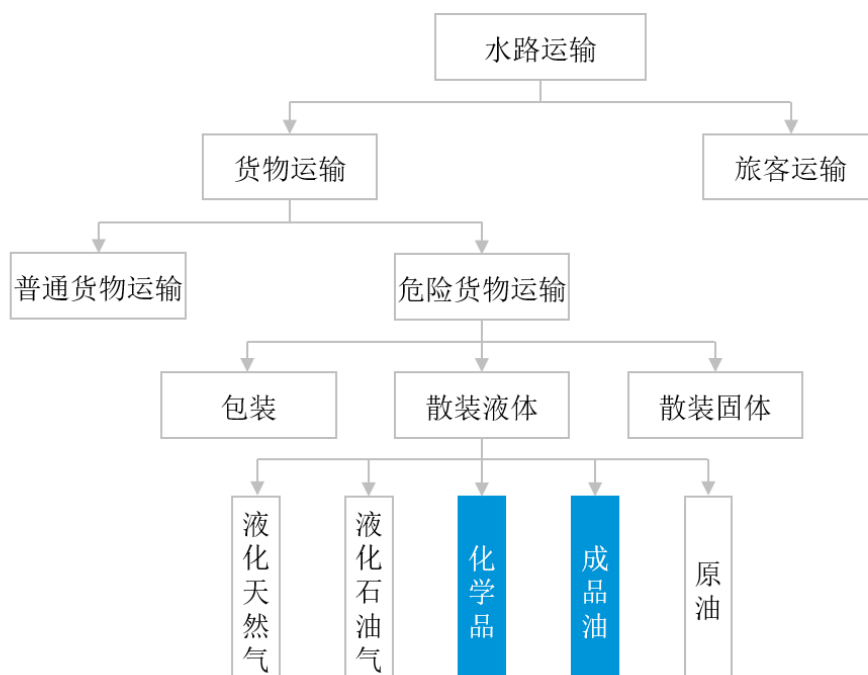 水路运输
货物运输
旅客运输
普通货物运输
危险货物运输
包装
散装液体
散装固体
液化天然气
液化石油气
化学品
成品油
原油